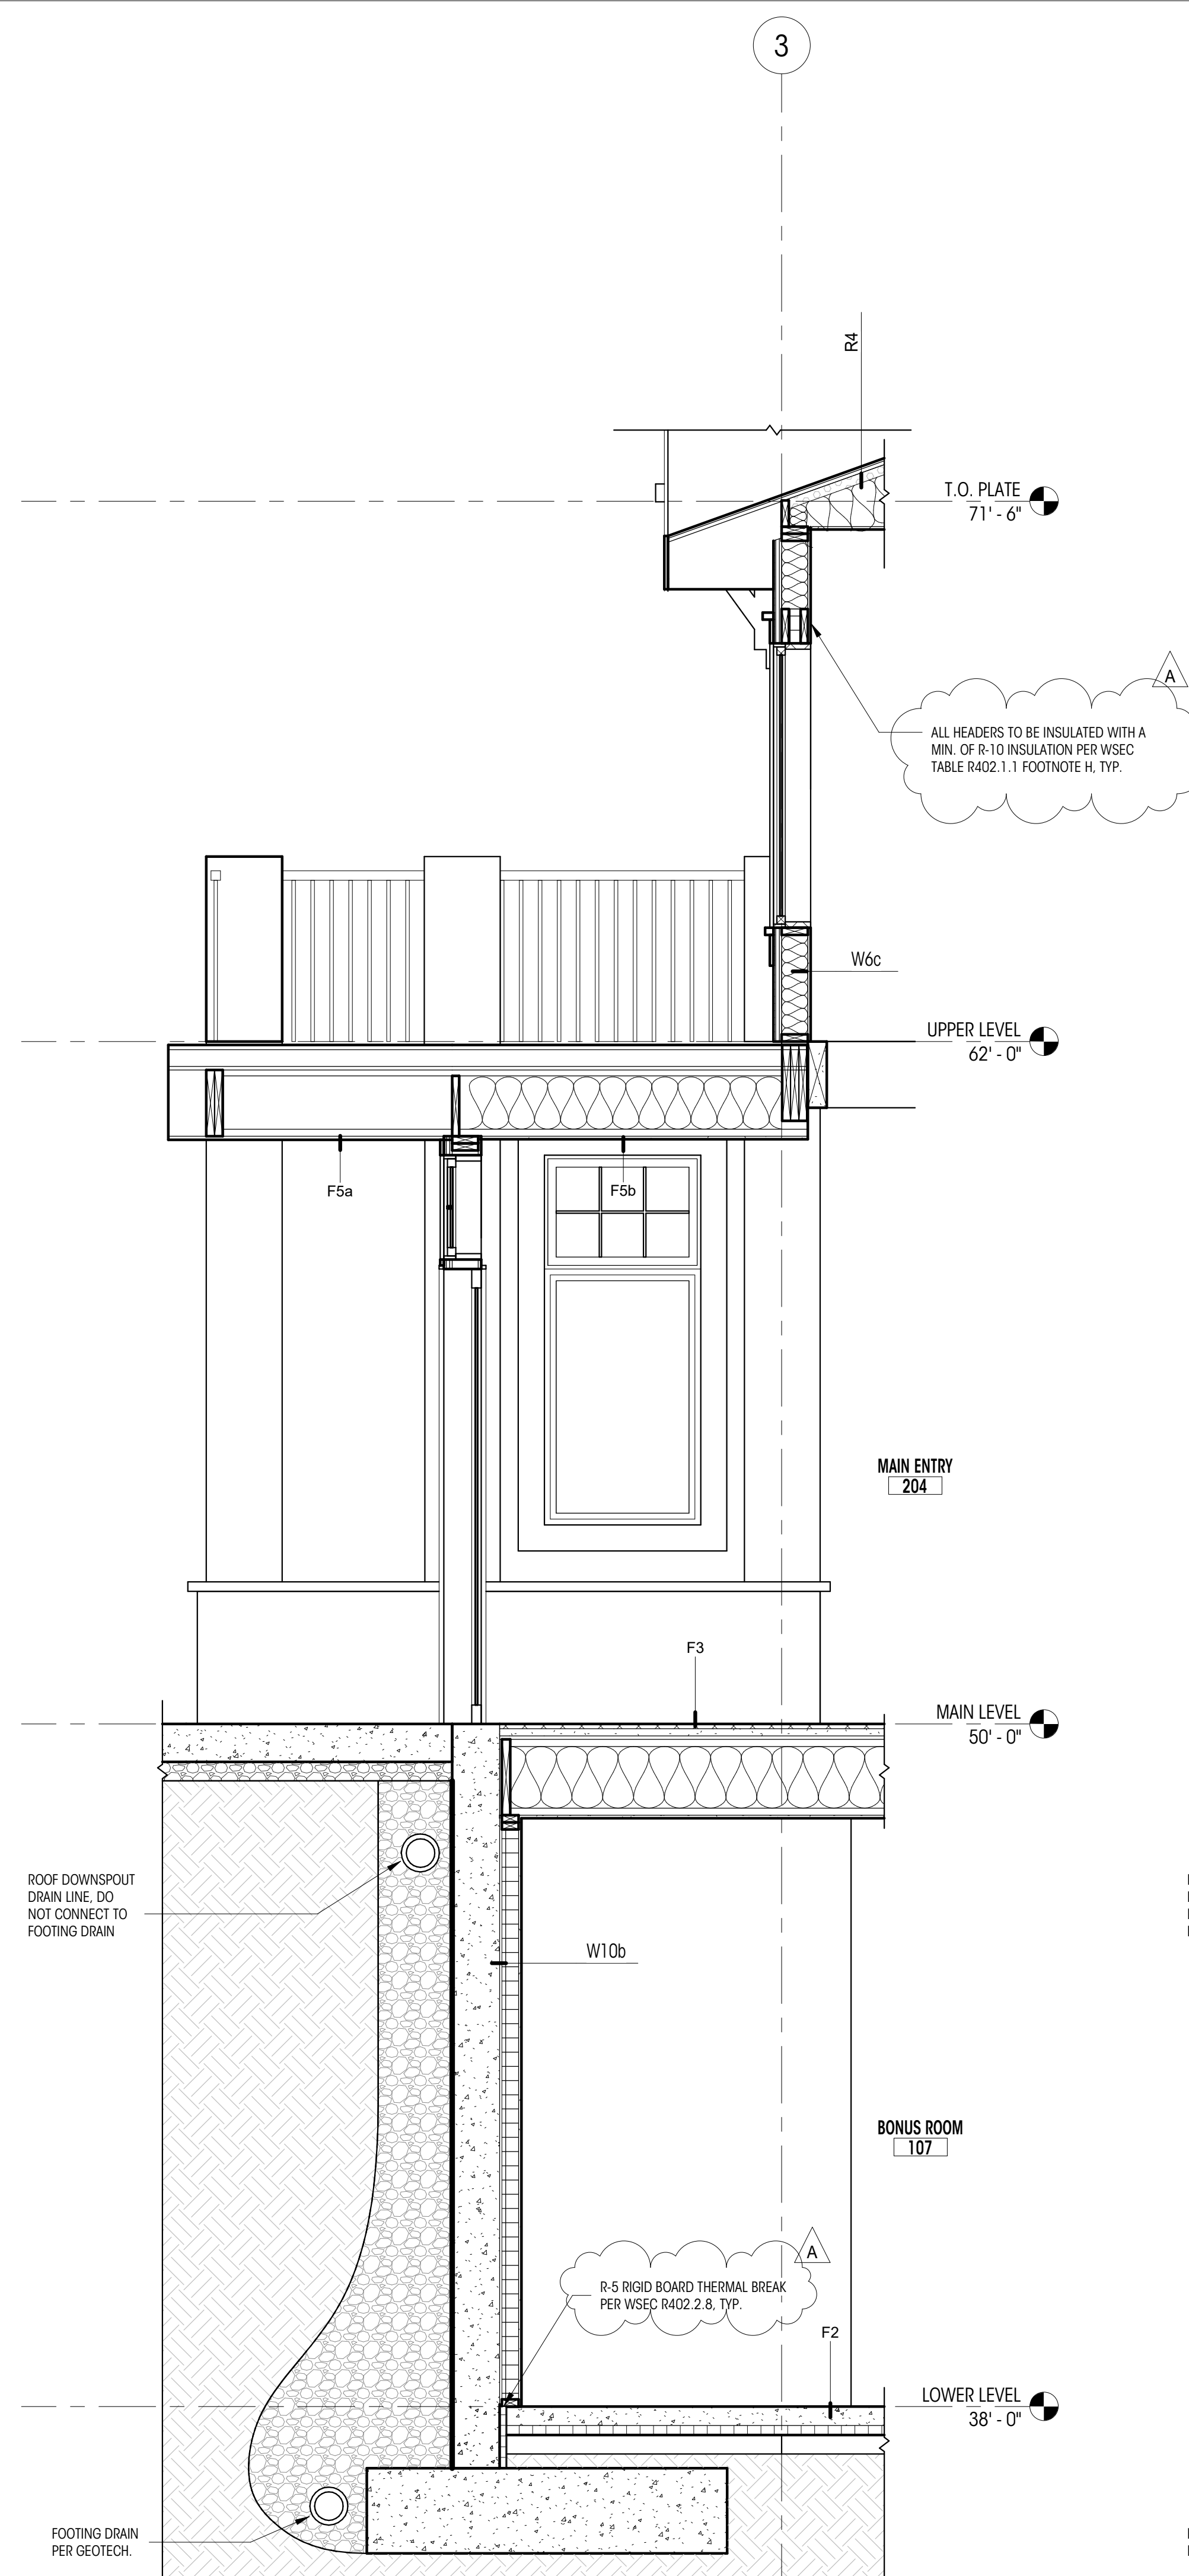 3
R4
T.O. PLATE
71' - 6"
A
ALL HEADERS TO BE INSULATED WITH A
MIN. OF R-10 INSULATION PER WSEC
TABLE R402.1.1 FOOTNOTE H, TYP.
W6c
UPPER LEVEL
62' - 0"
F5a
F5b
MAIN ENTRY
204
F3
MAIN LEVEL
50' - 0"
ROOF DOWNSPOUT
DRAIN LINE, DO
NOT CONNECT TO
FOOTING DRAIN
W10b
BONUS ROOM
107
A
R-5 RIGID BOARD THERMAL BREAK
PER WSEC R402.2.8, TYP.
F2
LOWER LEVEL
38' - 0"
FOOTING DRAIN
PER GEOTECH.